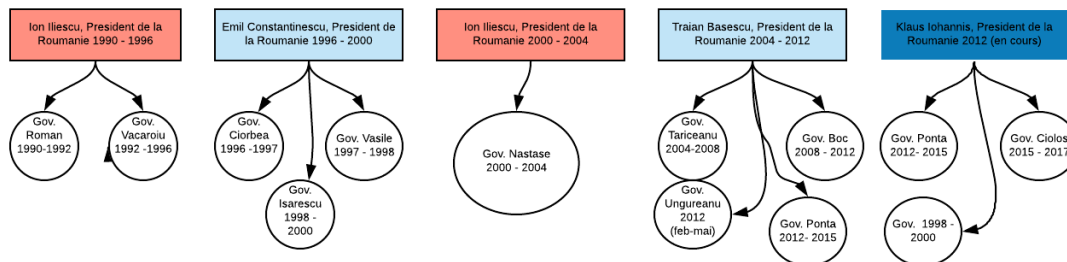 Ion Iliescu, President de la
Roumanie 1990 - 1996
Emil Constantinescu, President de
la Roumanie 1996 - 2000
Ion Iliescu, President de la
Roumanie 2000 - 2004
Traian Basescu, President de la
Roumanie 2004 - 2012
Klaus Iohannis, President de la
Roumanie 2012 (en cours)
Gov.
Roman
1990-1992
Gov.
Vacaroiu
1992 -1996
Gov.
Ciorbea
1996 -1997
Gov. Vasile
1997 - 1998
Gov.
Isarescu
1998 -
2000
Gov. Nastase
2000 - 2004
Gov.
Tariceanu
2004-2008
Gov. Boc
2008 - 2012
Gov.
Ungureanu
2012
(feb-mai)
Gov. Ponta
2012- 2015
Gov. Ponta
2012- 2015
Gov. Ciolos
2015 - 2017
Gov. 1998 -
2000